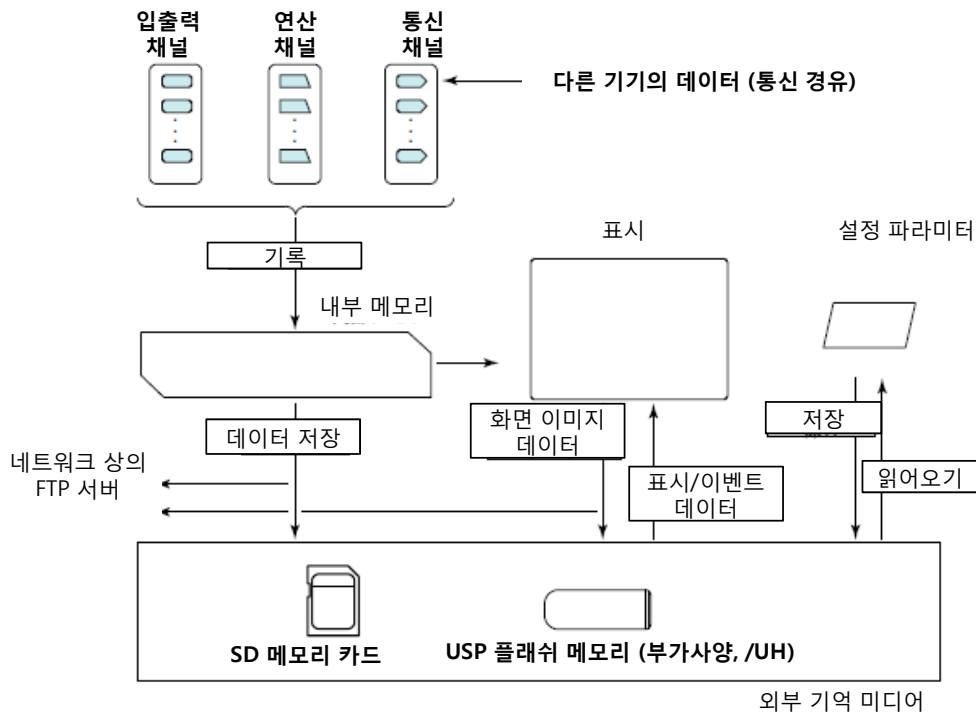 입출력
채널
연산
채널
통신
채널
다른 기기의 데이터 (통신 경유)
기록
표시
설정 파라미터
내부 메모리
데이터 저장
화면 이미지
데이터
저장
네트워크 상의
FTP 서버
표시/이벤트
데이터
읽어오기
SD 메모리 카드
USP 플래쉬 메모리 (부가사양, /UH)
외부 기억 미디어